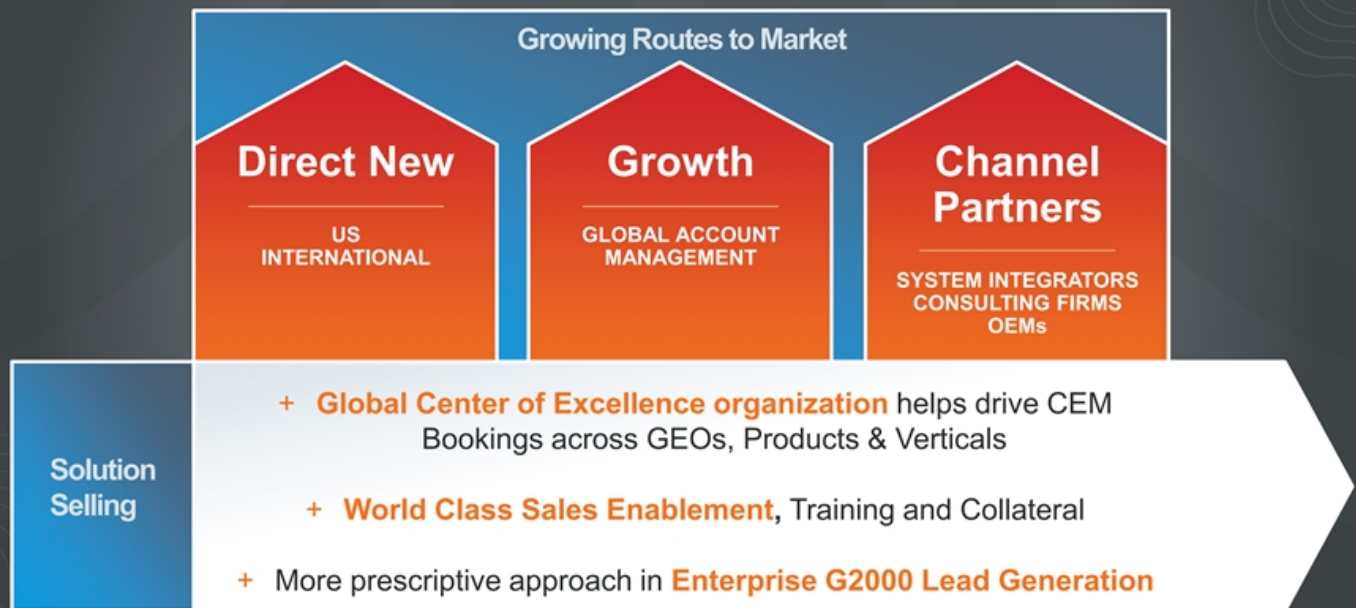 Growing Routes to Market
Direct New
US
INTERNATIONAL
Growth
GLOBAL ACCOUNT
MANAGEMENT
Channel
Partners
SYSTEM INTEGRATORS
CONSULTING FIRMS
OEMs
Solution
Selling
+ Global Center of Excellence organization helps drive CEM
Bookings across GEOs, Products & Verticals
+ World Class Sales Enablement, Training and Collateral
+ More prescriptive approach in Enterprise G2000 Lead Generation